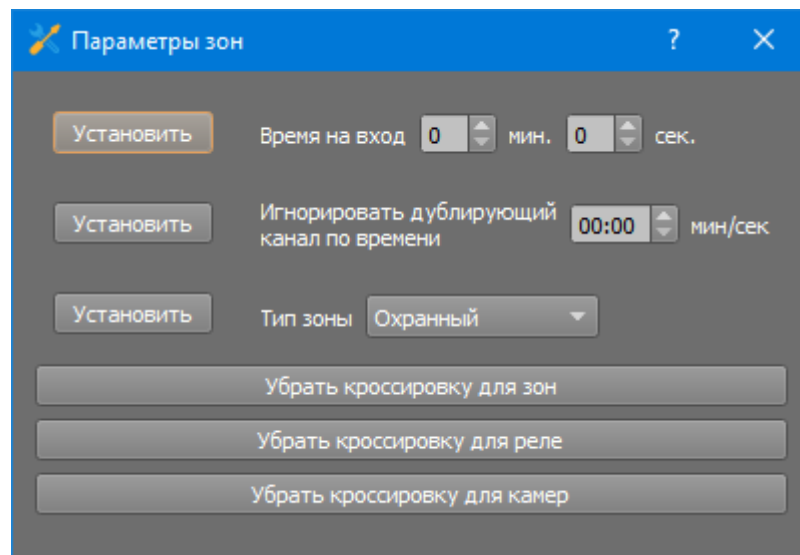 Параметры зон ?
Установить Время на вход 0 мин. 0 сек.
Установить Игнорировать дублирующий
канал по времени 00:00 мин/сек
Установить Тип зоны Охранный
Убрать кроссировку для зон
Убрать кроссировку для реле
Убрать кроссировку для камер